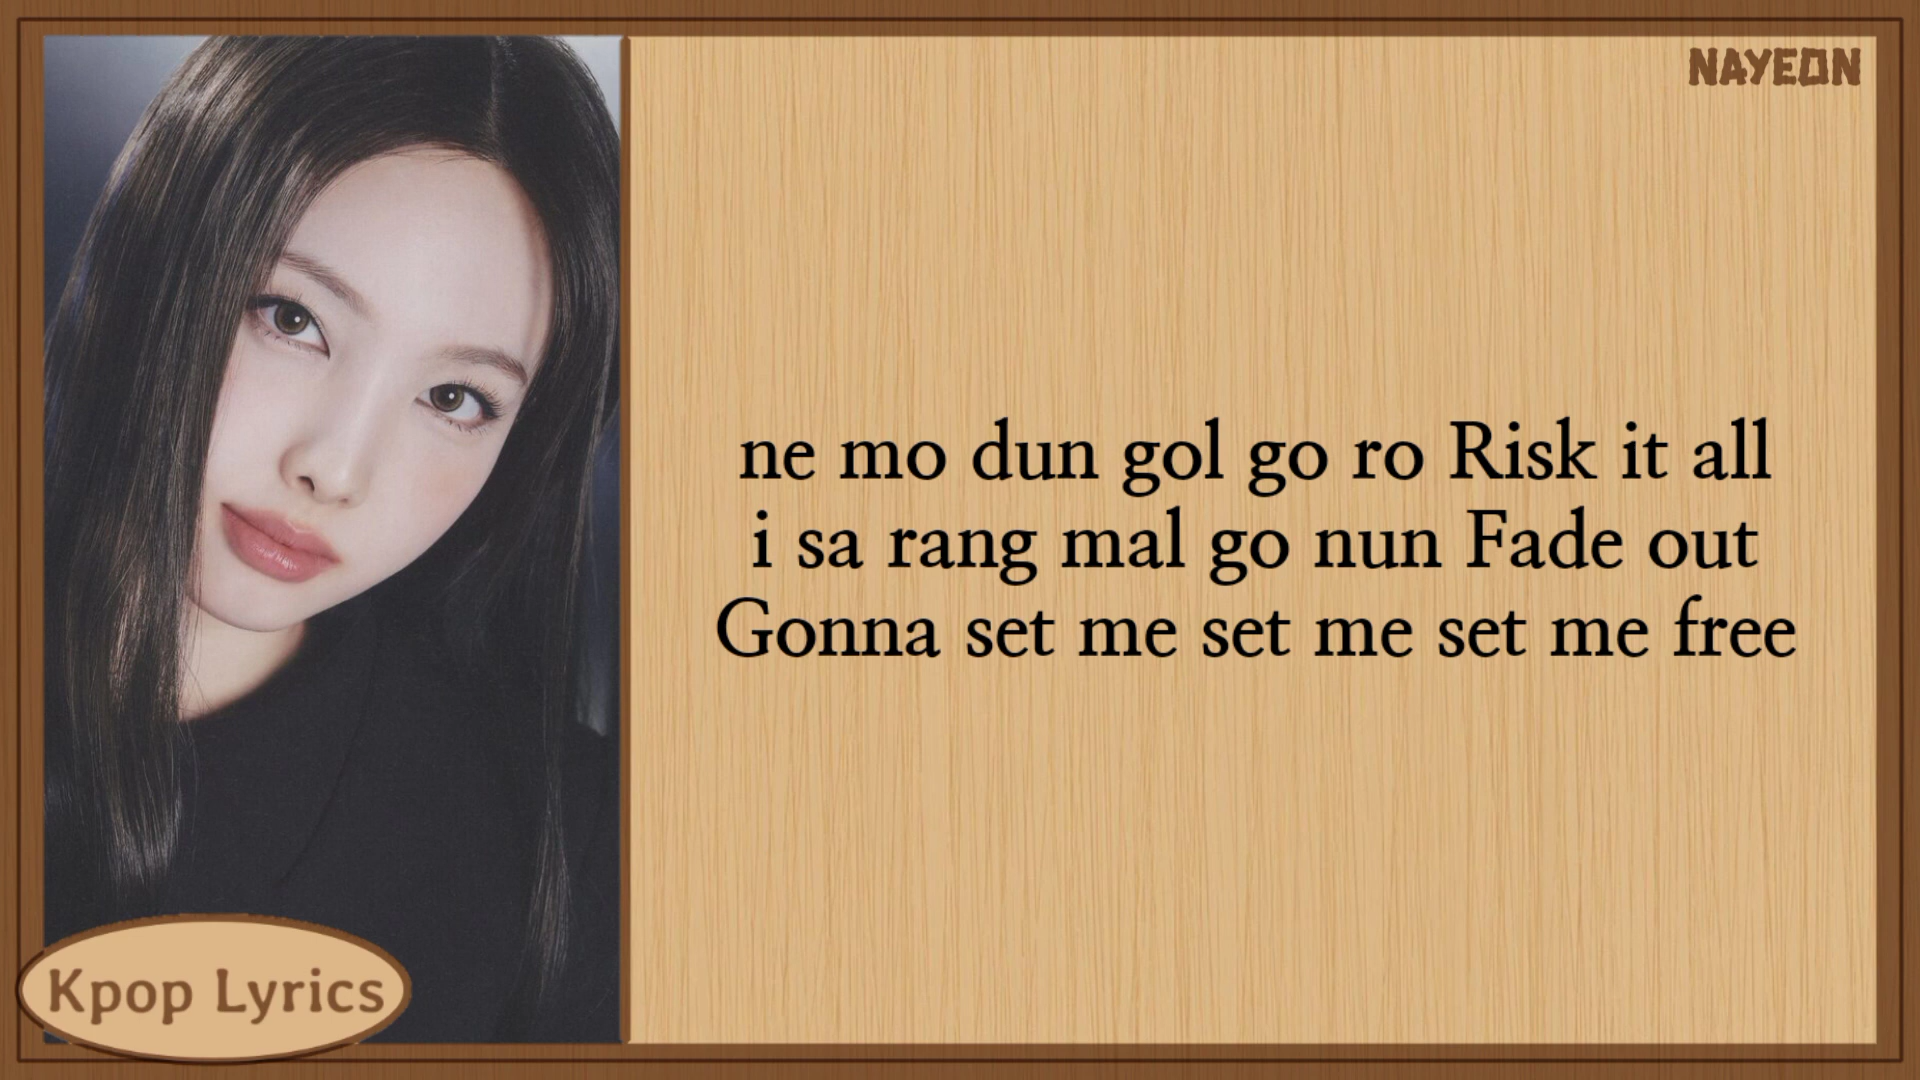 NAYEON
ne mo dun gol go ro Risk it all
i sa rang mal go nun Fade out
Gonna set me set me set me free
Kpop Lyrics